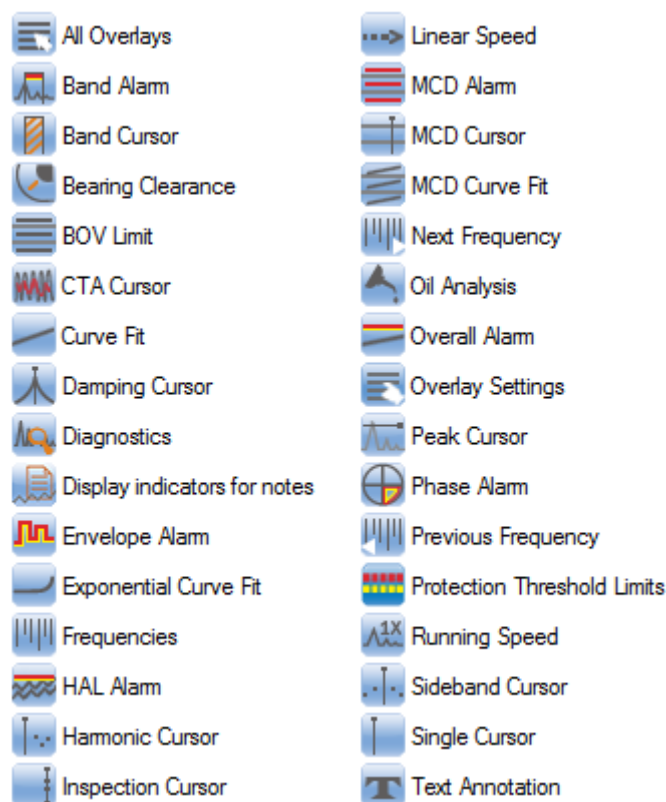 All Overlays
Band Alarm
Band Cursor
Bearing Clearance
BOV Limit
CTA Cursor
Curve Fit
Damping Cursor
Diagnostics
Display indicators for notes
Envelope Alarm
Exponential Curve Fit
Frequencies
HAL Alarm
Harmonic Cursor
Inspection Cursor
Linear Speed
MCD Alarm
MCD Cursor
MCD Curve Fit
Next Frequency
Oil Analysis
Overall Alarm
Overlay Settings
Peak Cursor
Phase Alarm
Previous Frequency
Protection Threshold Limits
1X
Running Speed
Sideband Cursor
Single Cursor
T
Text Annotation